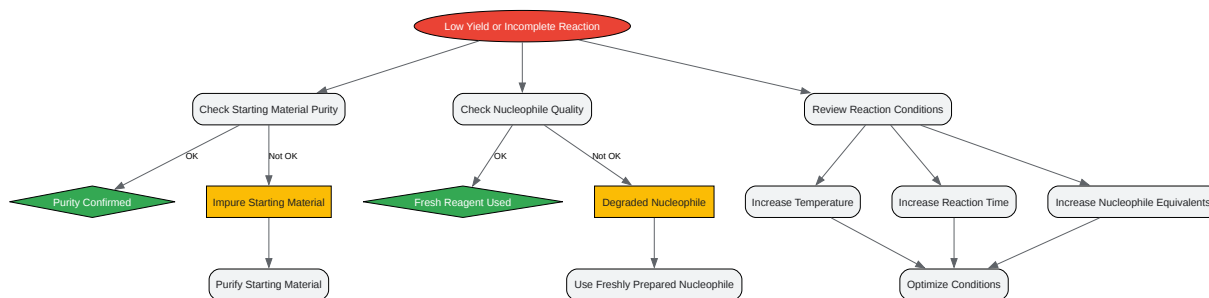 Low Yield or Incomplete Reaction
Check Starting Material Purity
Check Nucleophile Quality
Review Reaction Conditions
OK
Not OK
OK
Not OK
Purity Confirmed
Impure Starting Material
Fresh Reagent Used
Degraded Nucleophile
Increase Temperature
Increase Reaction Time
Increase Nucleophile Equivalents
Purify Starting Material
Use Freshly Prepared Nucleophile
Optimize Conditions